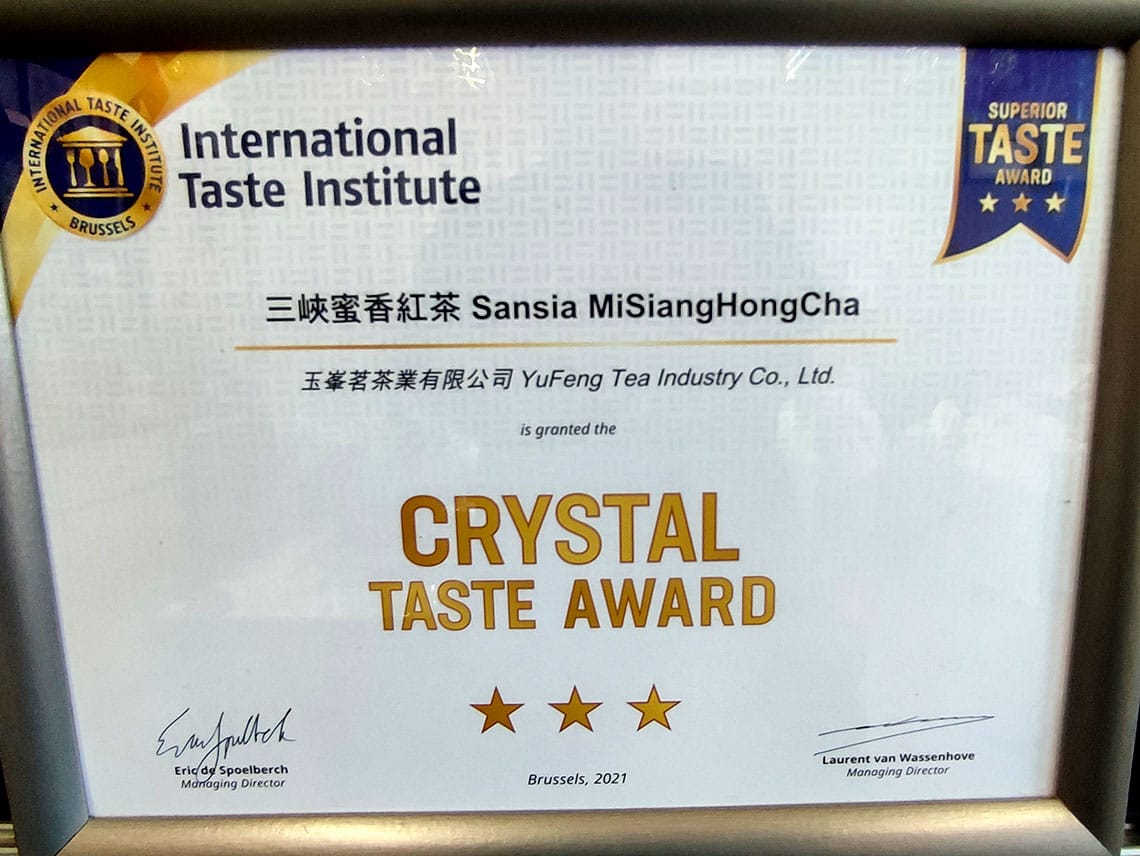 INTERNATIONAL TASTE INSTITUTE
BRUSSELS
International
Taste Institute
SUPERIOR
TASTE
AWARD
三峽蜜香紅茶 Sansia MiSiangHongCha
玉峯茗茶業有限公司 YuFeng Tea Industry Co., Ltd.
is granted the
CRYSTAL
TASTE AWARD
Eric de Spoelberch
Managing Director
Brussels, 2021
Laurent van Wassenhove
Managing Director